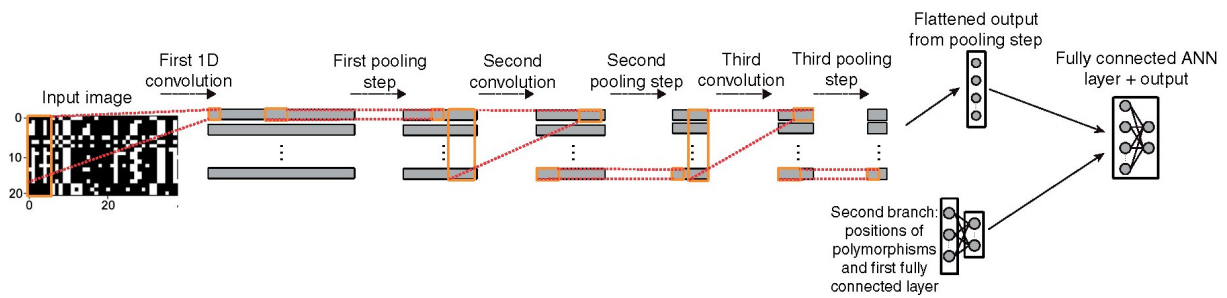 First 1D
convolution
First pooling
step
Second
convolution
Second
pooling step
Third
convolution
Third pooling
step
Flattened output
from pooling step
Fully connected ANN
layer + output
Input image
0
10
20
0
20
Second branch:
positions of
polymorphisms
and first fully
connected layer